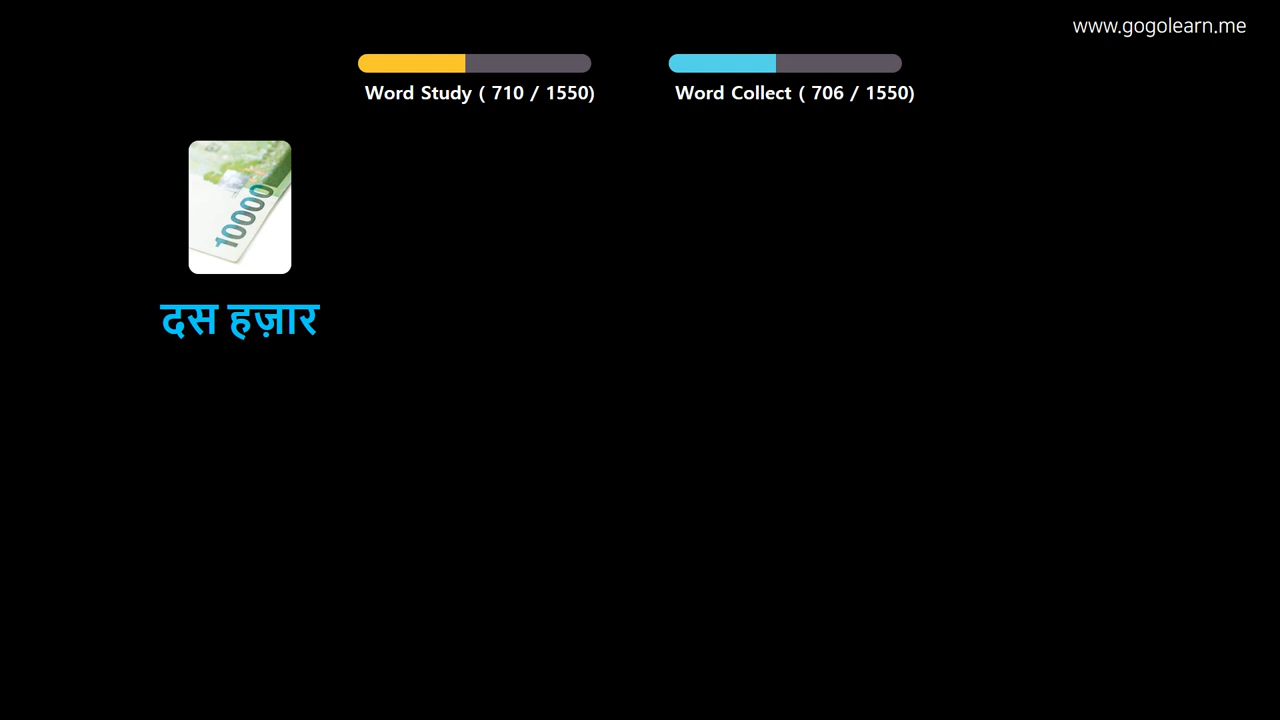 www.gogolearn.me
Word Study ( 710 / 1550)
Word Collect ( 706 / 1550)
10000
दस हज़ार